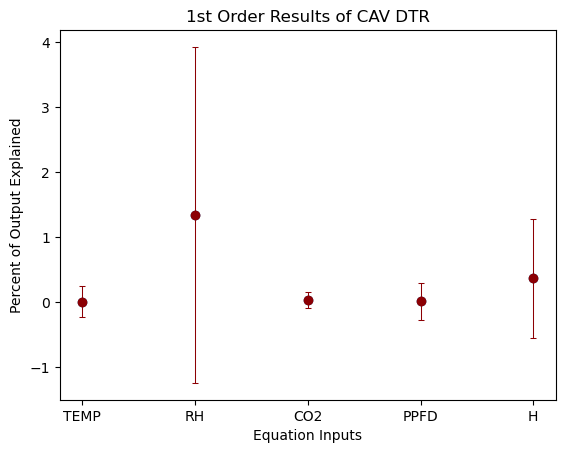 1st Order Results of CAV DTR
Percent of Output Explained
4
3
2
1
0
−1
TEMP RH CO2 PPFD H
Equation Inputs